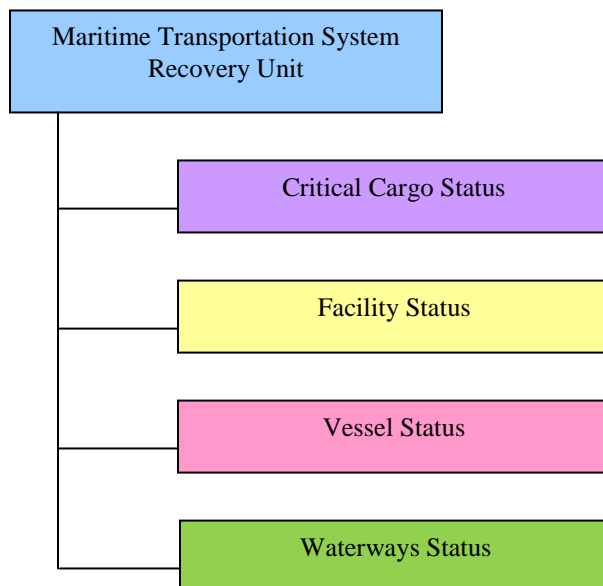 Maritime Transportation System
Recovery Unit
Critical Cargo Status
Facility Status
Vessel Status
Waterways Status